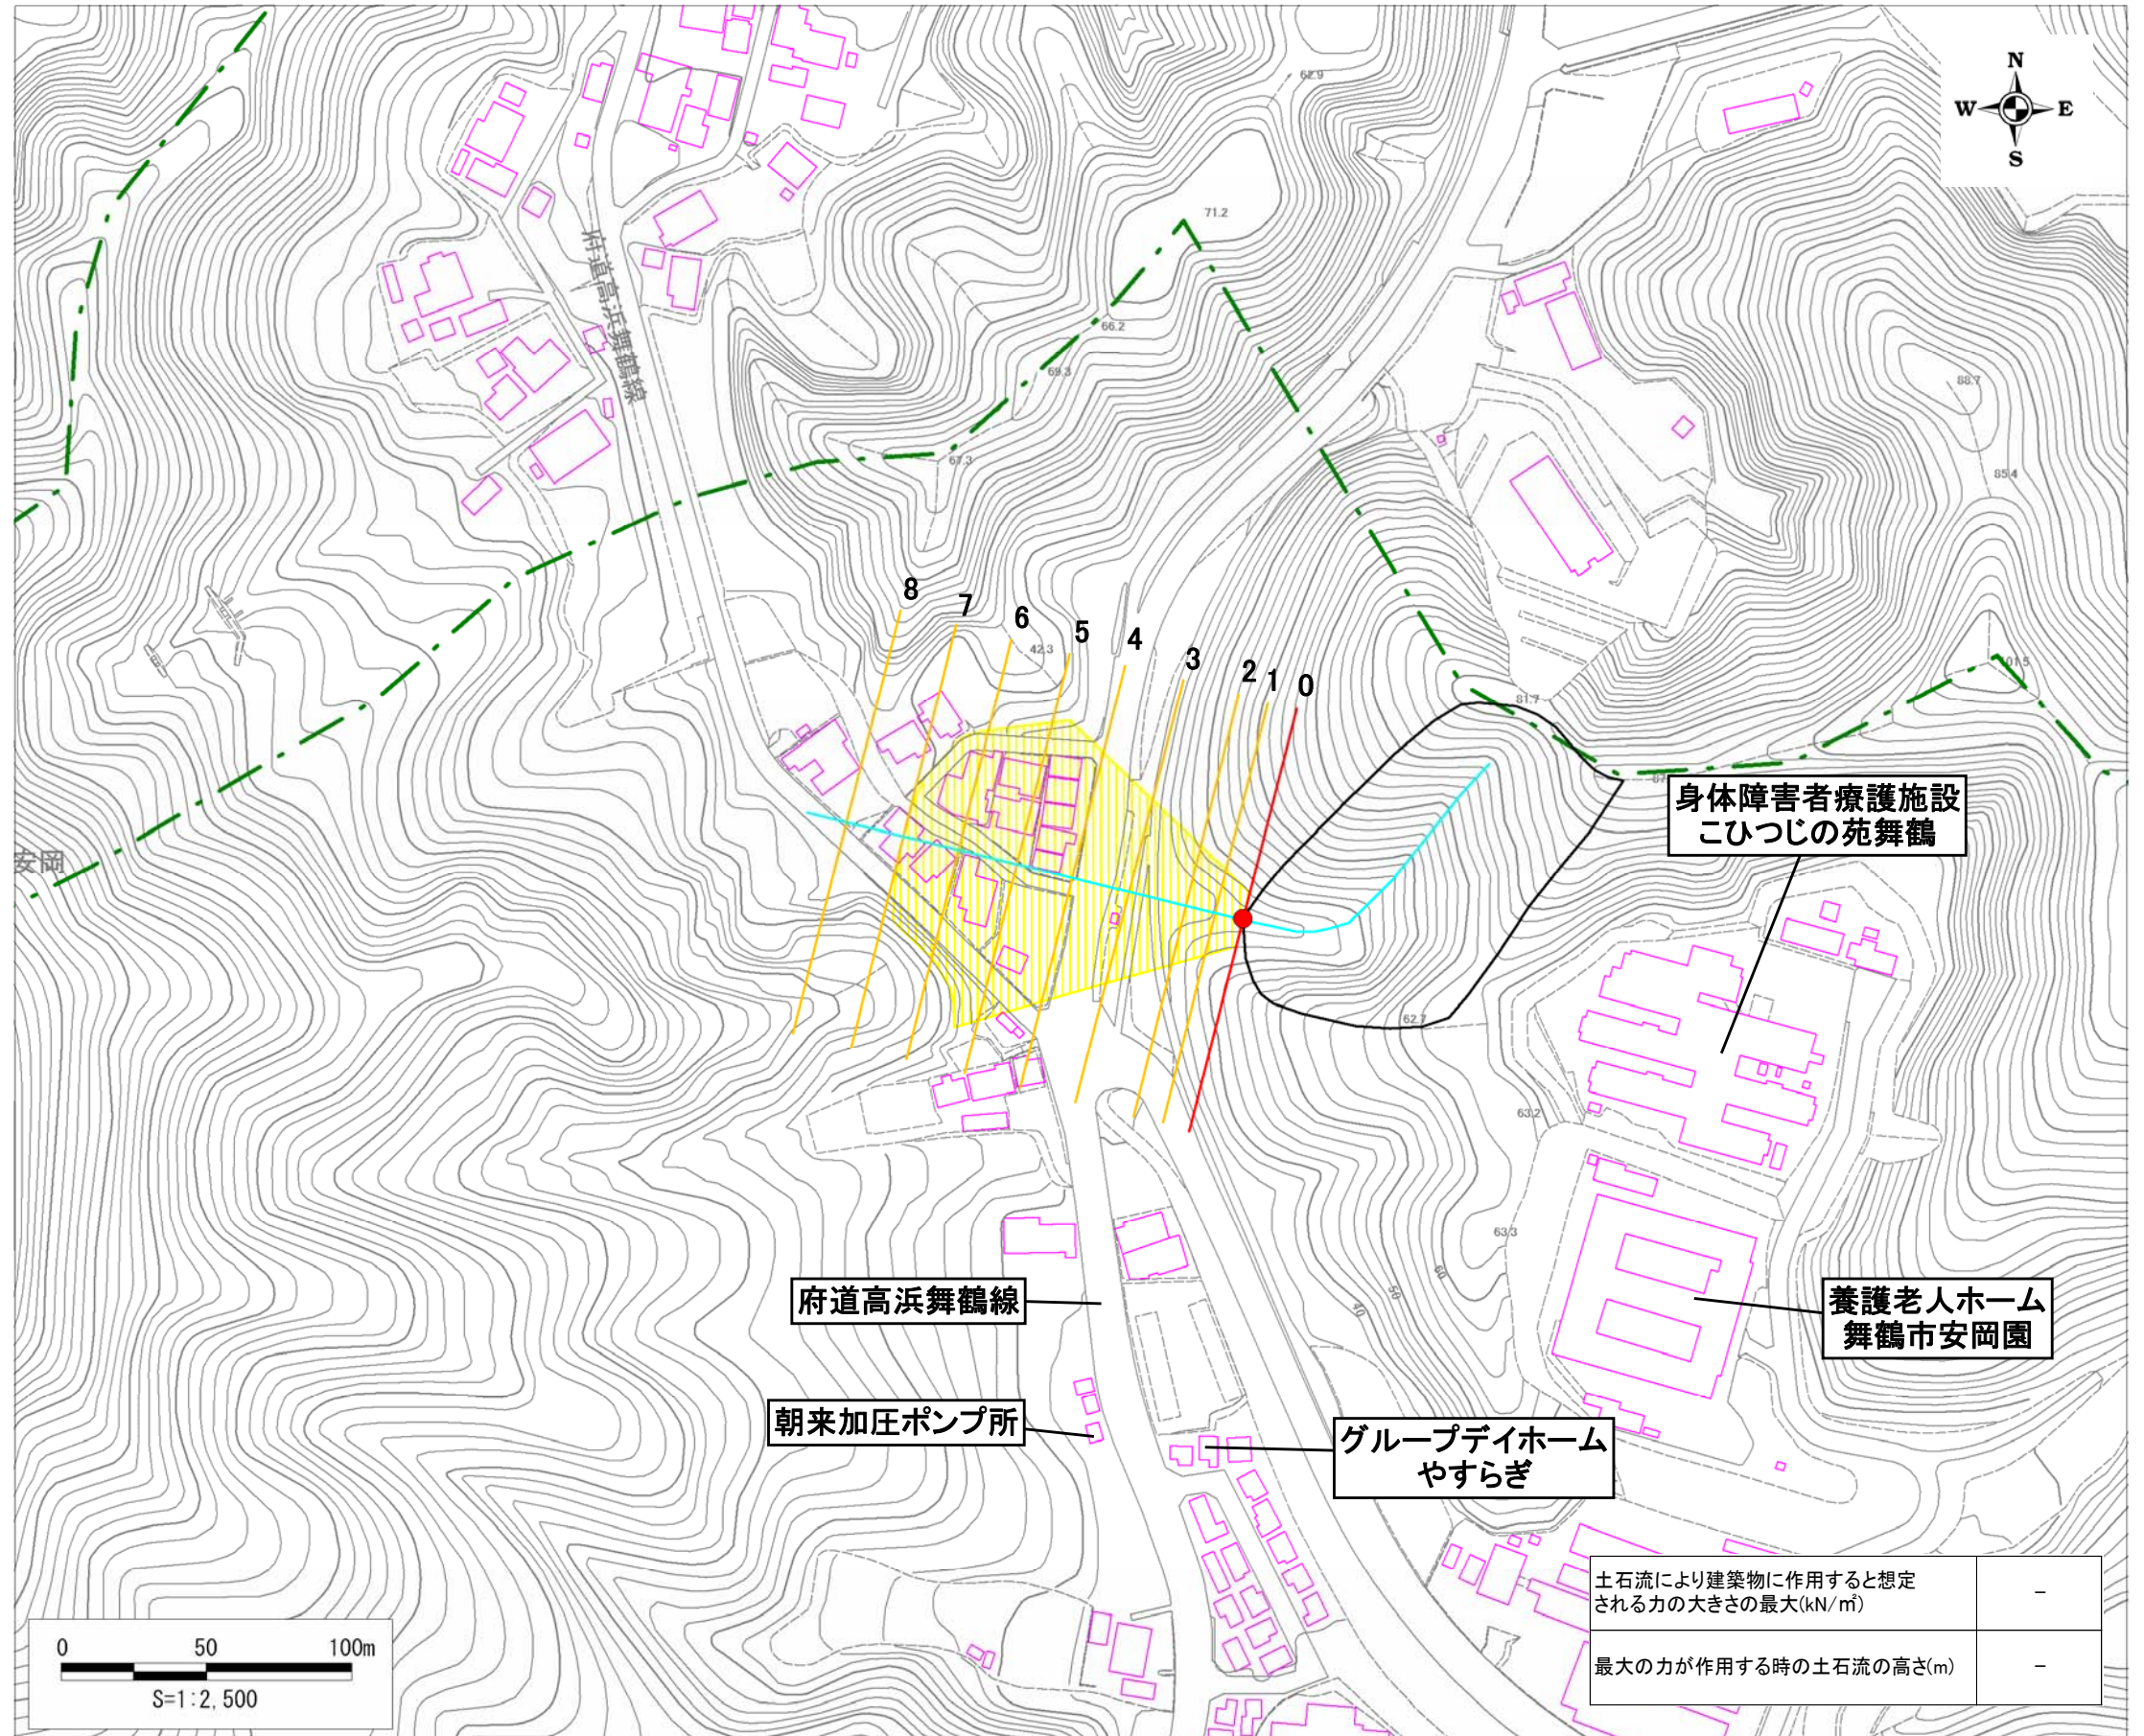 N
W E
S
62.9
71.2
府道高浜舞鶴線
66.2
69.3
88.7
67.3
85.4
8
7
6
5
4
3
2
1
0
42.3
101.5
81.7
87
身体障害者療護施設
こひつじの苑舞鶴
安岡
62.7
63.2
63.3
60
50
40
府道高浜舞鶴線
養護老人ホーム
舞鶴市安岡園
朝来加圧ポンプ所
グループデイホーム
やすらぎ
土石流により建築物に作用すると想定
される力の大きさの最大(kN/㎡) －
最大の力が作用する時の土石流の高さ(m) －
0 50 100m
S=1:2,500